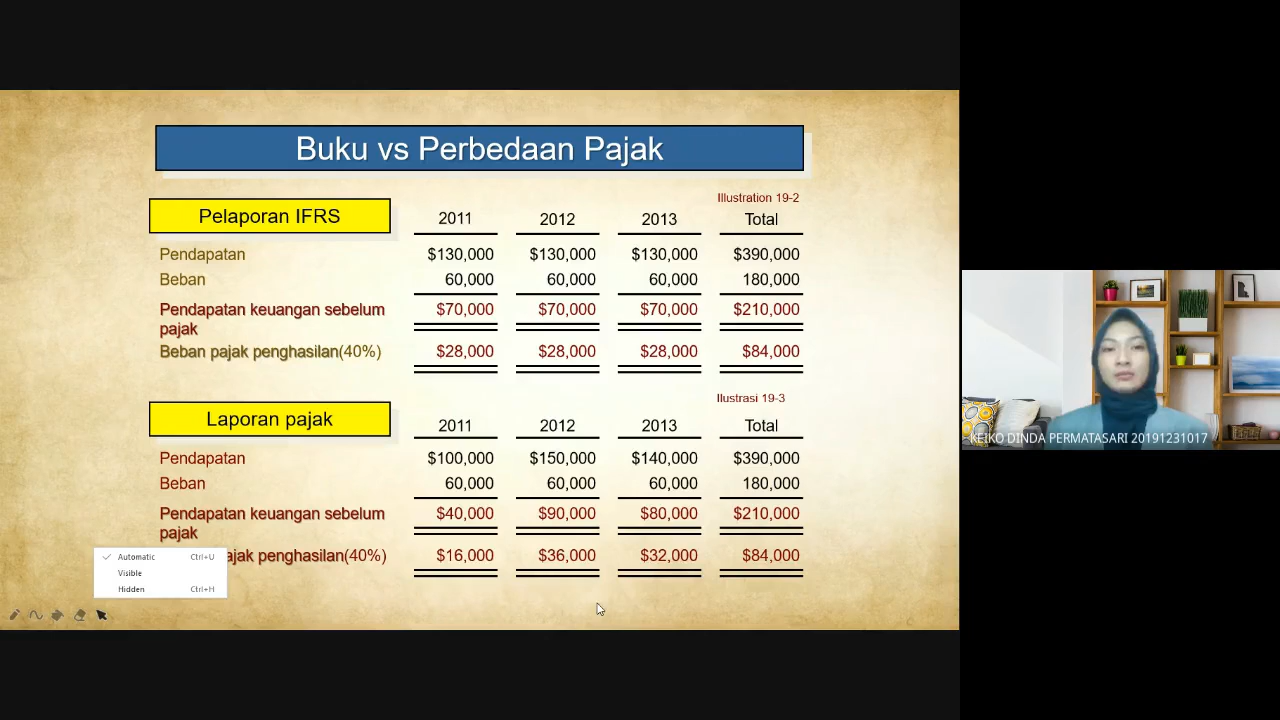 Buku vs Perbedaan Pajak
Illustration 19-2
Pelaporan IFRS 2011 2012 2013 Total
Pendapatan $130,000 $130,000 $130,000 $390,000
Beban 60,000 60,000 60,000 180,000
Pendapatan keuangan sebelum pajak $70,000 $70,000 $70,000 $210,000
Beban pajak penghasilan(40%) $28,000 $28,000 $28,000 $84,000
Ilustrasi 19-3
Laporan pajak 2011 2012 2013 Total
Pendapatan $100,000 $150,000 $140,000 $390,000
Beban 60,000 60,000 60,000 180,000
Pendapatan keuangan sebelum pajak $40,000 $90,000 $80,000 $210,000
ajak penghasilan(40%) $16,000 $36,000 $32,000 $84,000
Automatic Ctrl+U
Visible
Hidden Ctrl+H
KEIKO DINDA PERMATASARI 20191231017